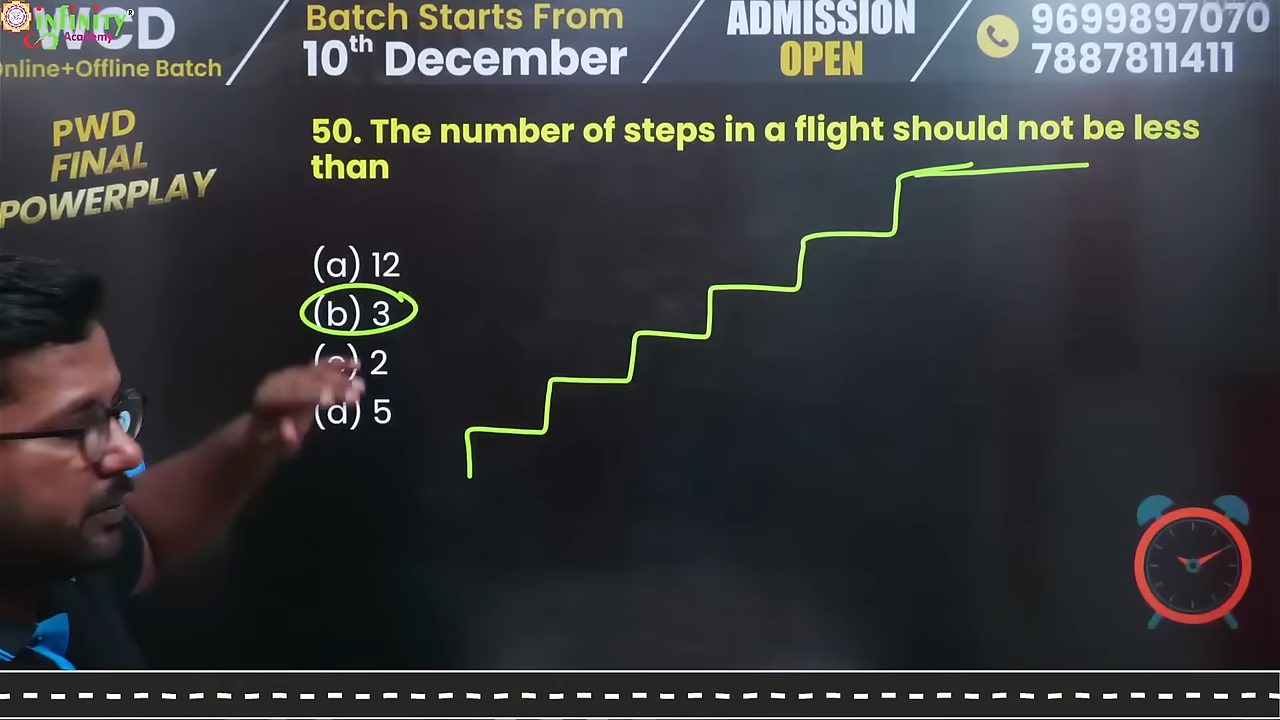 infinity
Academy
CD
Online+Offline Batch
Batch Starts From
10th December
ADMISSION
OPEN
9699897070
7887811411
PWD
FINAL
POWERPLAY
50. The number of steps in a flight should not be less
than
(a) 12
(b) 3
(c) 2
(d) 5